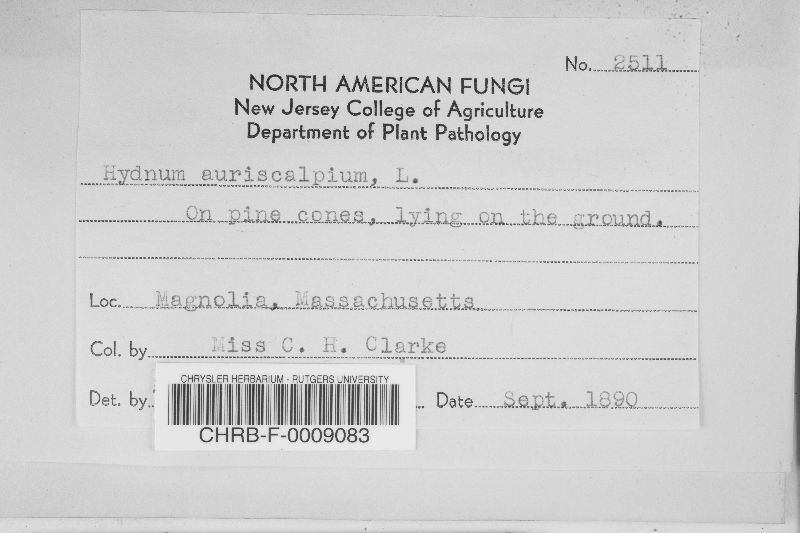 No. 2511
NORTH AMERICAN FUNGI
New Jersey College of Agriculture
Department of Plant Pathology
Hydnum auriscalpium, L.
On pine cones, lying on the ground.
Loc. Magnolia, Massachusetts
Col. by Miss C. H. Clarke
Det. by Date Sept. 1890
CHRYSLER HERBARIUM - RUTGERS UNIVERSITY
CHRB-F-0009083